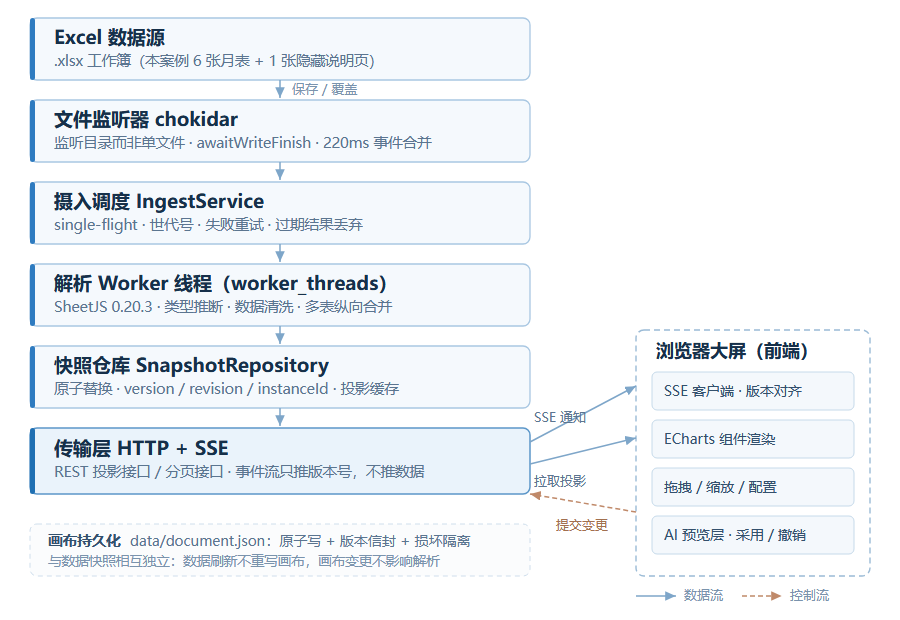 Excel 数据源
.xlsx 工作簿（本案例 6 张月表 + 1 张隐藏说明页）
保存 / 覆盖
文件监听器 chokidar
监听目录而非单文件 · awaitWriteFinish · 220ms 事件合并
摄入调度 IngestService
single-flight · 世代号 · 失败重试 · 过期结果丢弃
解析 Worker 线程（worker_threads）
SheetJS 0.20.3 · 类型推断 · 数据清洗 · 多表纵向合并
快照仓库 SnapshotRepository
原子替换 · version / revision / instanceId · 投影缓存
传输层 HTTP + SSE
REST 投影接口 / 分页接口 · 事件流只推版本号，不推数据
SSE 通知
拉取投影
提交变更
浏览器大屏（前端）
SSE 客户端 · 版本对齐
ECharts 组件渲染
拖拽 / 缩放 / 配置
AI 预览层 · 采用 / 撤销
画布持久化 data/document.json：原子写 + 版本信封 + 损坏隔离
与数据快照相互独立：数据刷新不重写画布，画布变更不影响解析
数据流
控制流